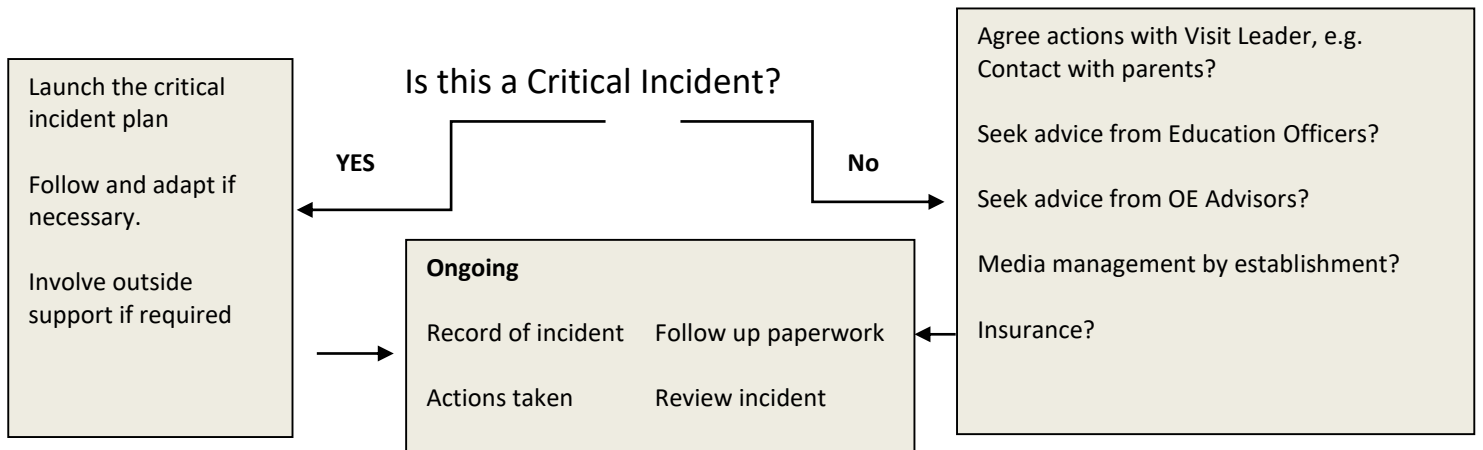 Is this a Critical Incident?
YES
No
Launch the critical
incident plan
Follow and adapt if
necessary.
Involve outside
support if required
Agree actions with Visit Leader, e.g.
Contact with parents?
Seek advice from Education Officers?
Seek advice from OE Advisors?
Media management by establishment?
Insurance?
Ongoing
Record of incident Follow up paperwork
Actions taken Review incident